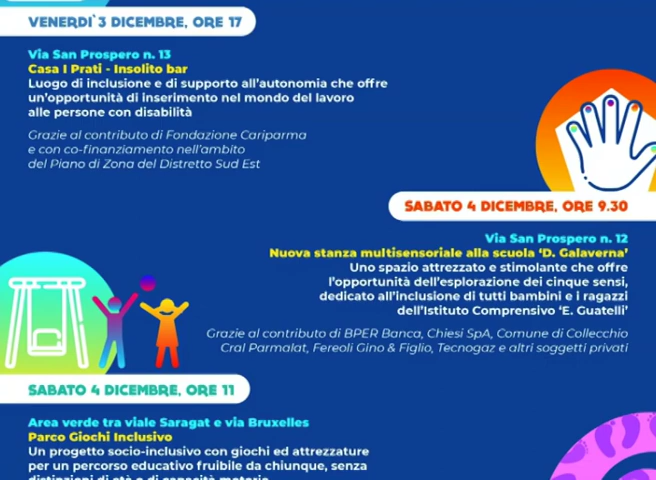 VENERDI` 3 DICEMBRE, ORE 17
Via San Prospero n. 13
Casa I Prati - Insolito bar
Luogo di inclusione e di supporto all'autonomia che offre
un'opportunità di inserimento nel mondo del lavoro
alle persone con disabilità
Grazie al contributo di Fondazione Cariparma
e con co-finanziamento nell'ambito
del Piano di Zona del Distretto Sud Est
SABATO 4 DICEMBRE, ORE 9.30
Via San Prospero n. 12
Nuova stanza multisensoriale alla scuola 'D. Galaverna'
Uno spazio attrezzato e stimolante che offre
l'opportunità dell'esplorazione dei cinque sensi,
dedicato all'inclusione di tutti bambini e i ragazzi
dell'Istituto Comprensivo 'E. Guatelli'
Grazie al contributo di BPER Banca, Chiesi SpA, Comune di Collecchio
Cral Parmalat, Fereoli Gino & Figlio, Tecnogaz e altri soggetti privati
SABATO 4 DICEMBRE, ORE 11
Area verde tra viale Saragat e via Bruxelles
Parco Giochi Inclusivo
Un progetto socio-inclusivo con giochi ed attrezzature
per un percorso educativo fruibile da chiunque, senza
distinzioni di età o di capacità motorie